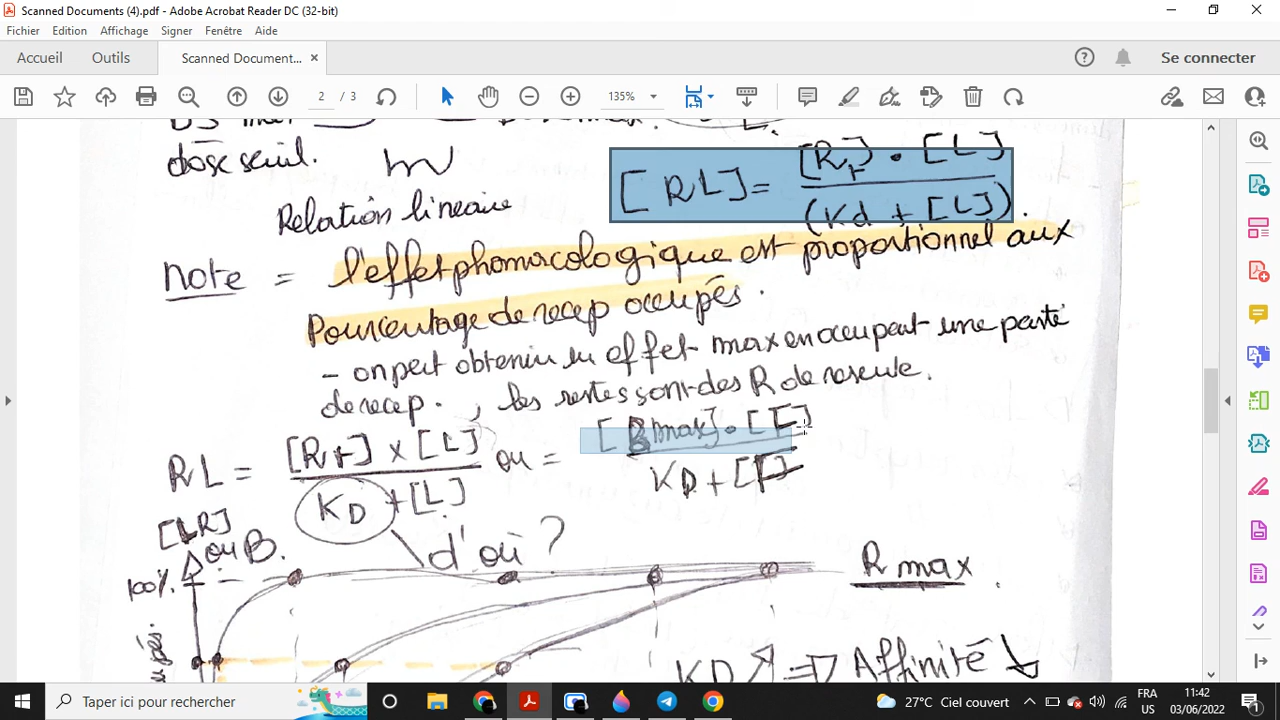 Scanned Documents (4).pdf - Adobe Acrobat Reader DC (32-bit)
Fichier Edition Affichage Signer Fenêtre Aide
Accueil Outils Scanned Document... × Se connecter
2 / 3 135%
dose seuil.
[RL] = [RT] . [L]
(Kd + [L]).
Relation lineaire
note = l'effet phamacologique est proportionnel aux
Pourcentage de recep occupés.
- on peut obtenir un effet max en occupant une partie
de recep. , les restes sont des R de reserve.
RL = [RT] x [L] ou = [Bmax] . [F]
KD + [L] KD + [F]
[LR]
ou B. d'où ?
100%. Rmax.
KD ↗ => Affinité ↓
Taper ici pour rechercher
27°C Ciel couvert
FRA
US
11:42
03/06/2022
1